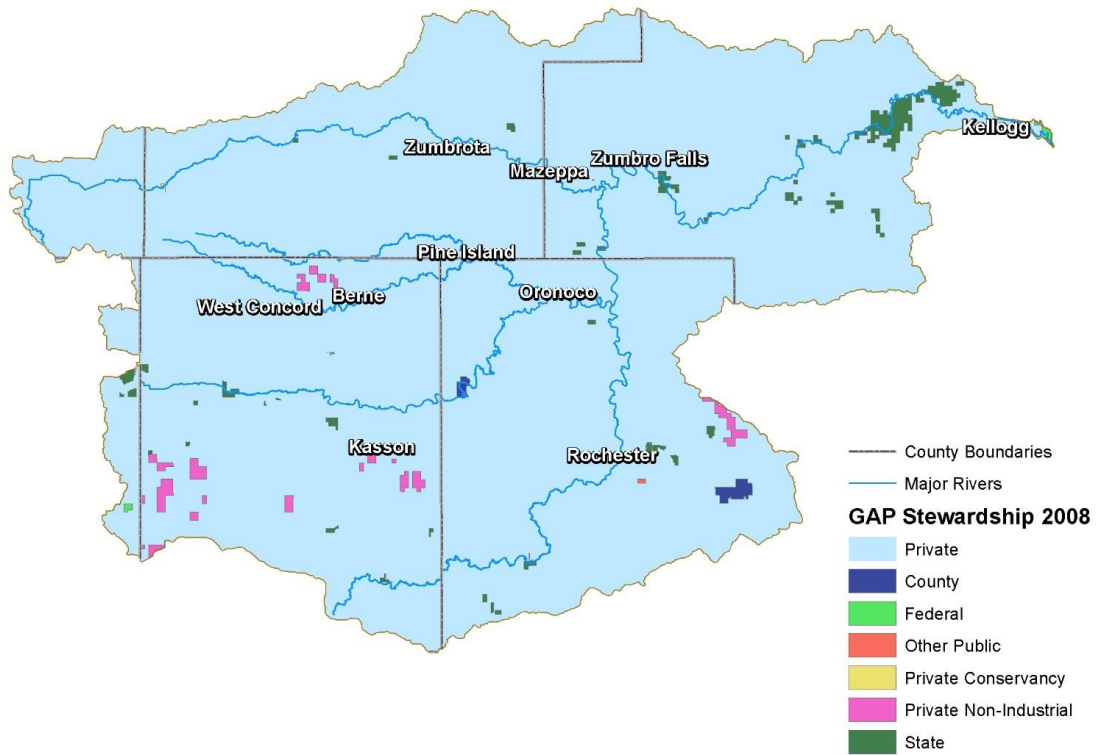 Zumbrota
Mazeppa
Zumbro Falls
Kellogg
Pine Island
West Concord
Berne
Oronoco
Kasson
Rochester
County Boundaries
Major Rivers
GAP Stewardship 2008
Private
County
Federal
Other Public
Private Conservancy
Private Non-Industrial
State